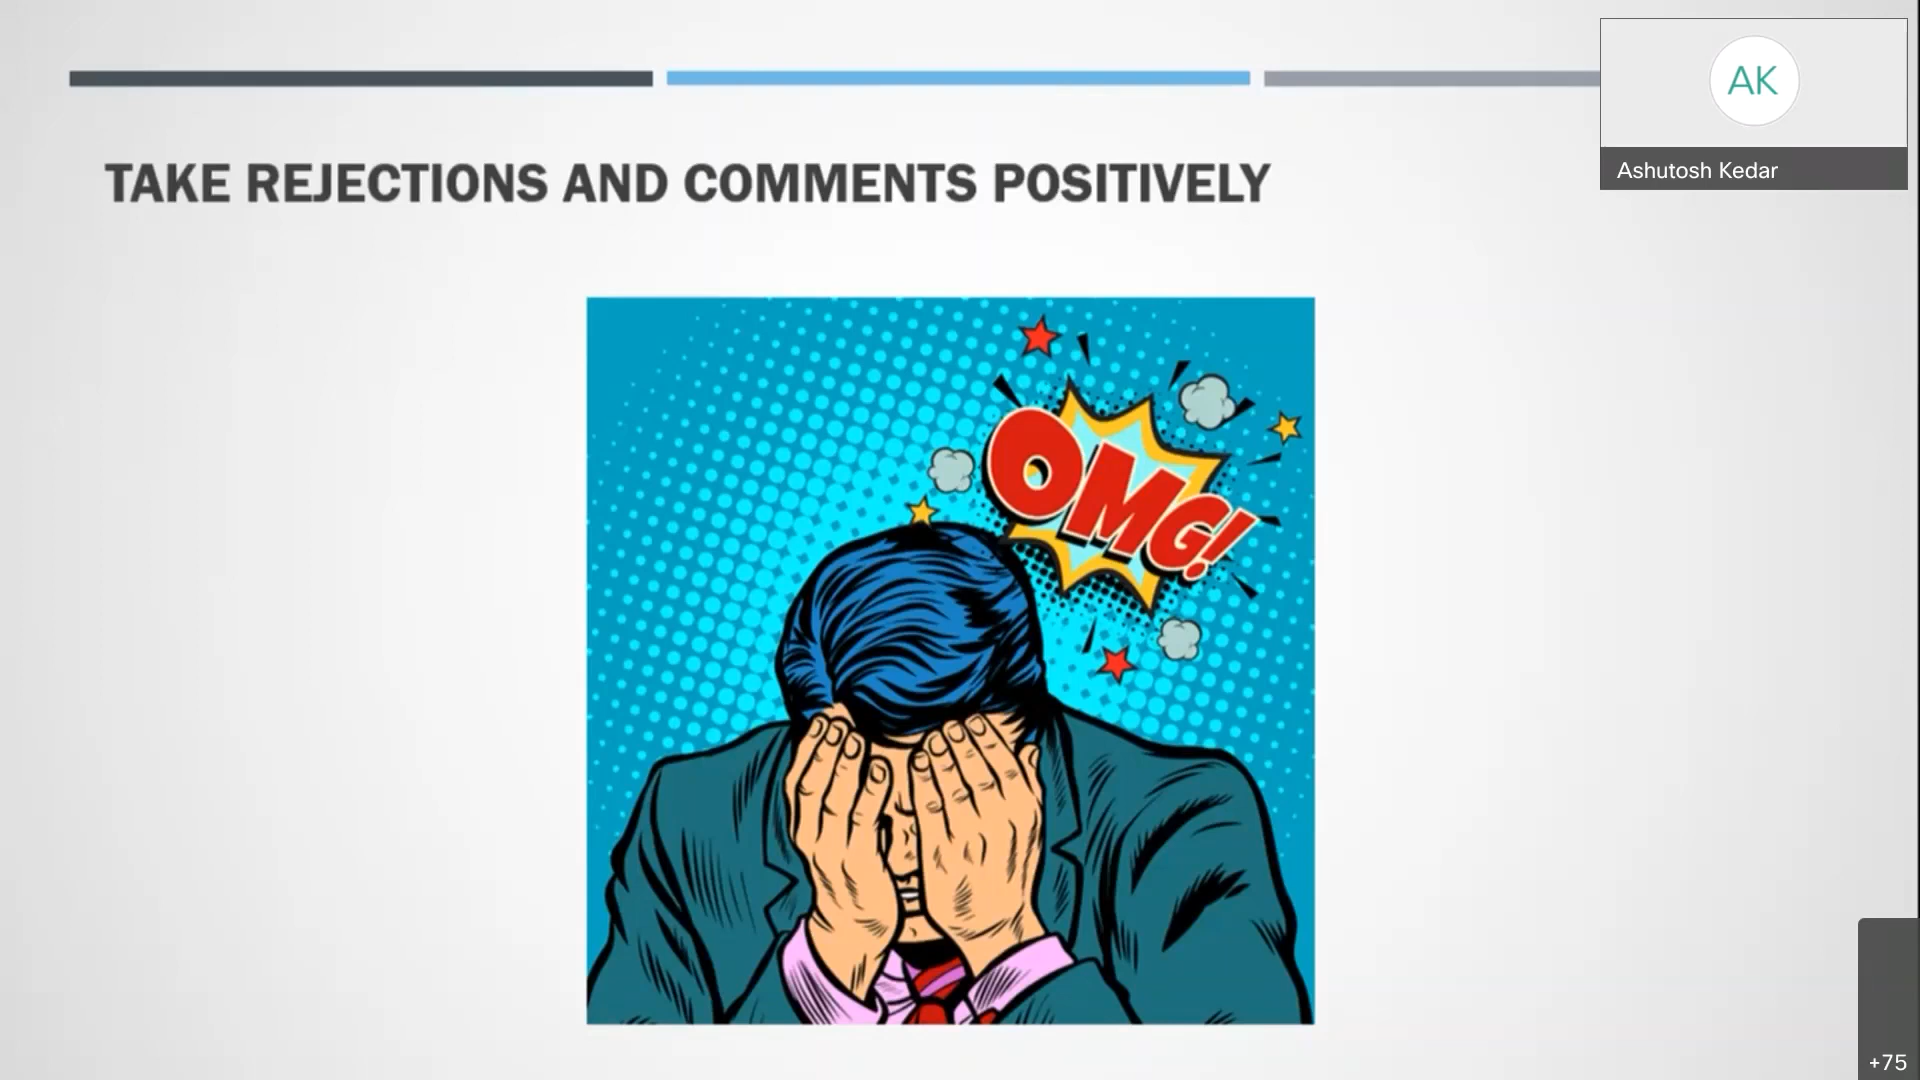 AK
Ashutosh Kedar
TAKE REJECTIONS AND COMMENTS POSITIVELY
OMG!
+75